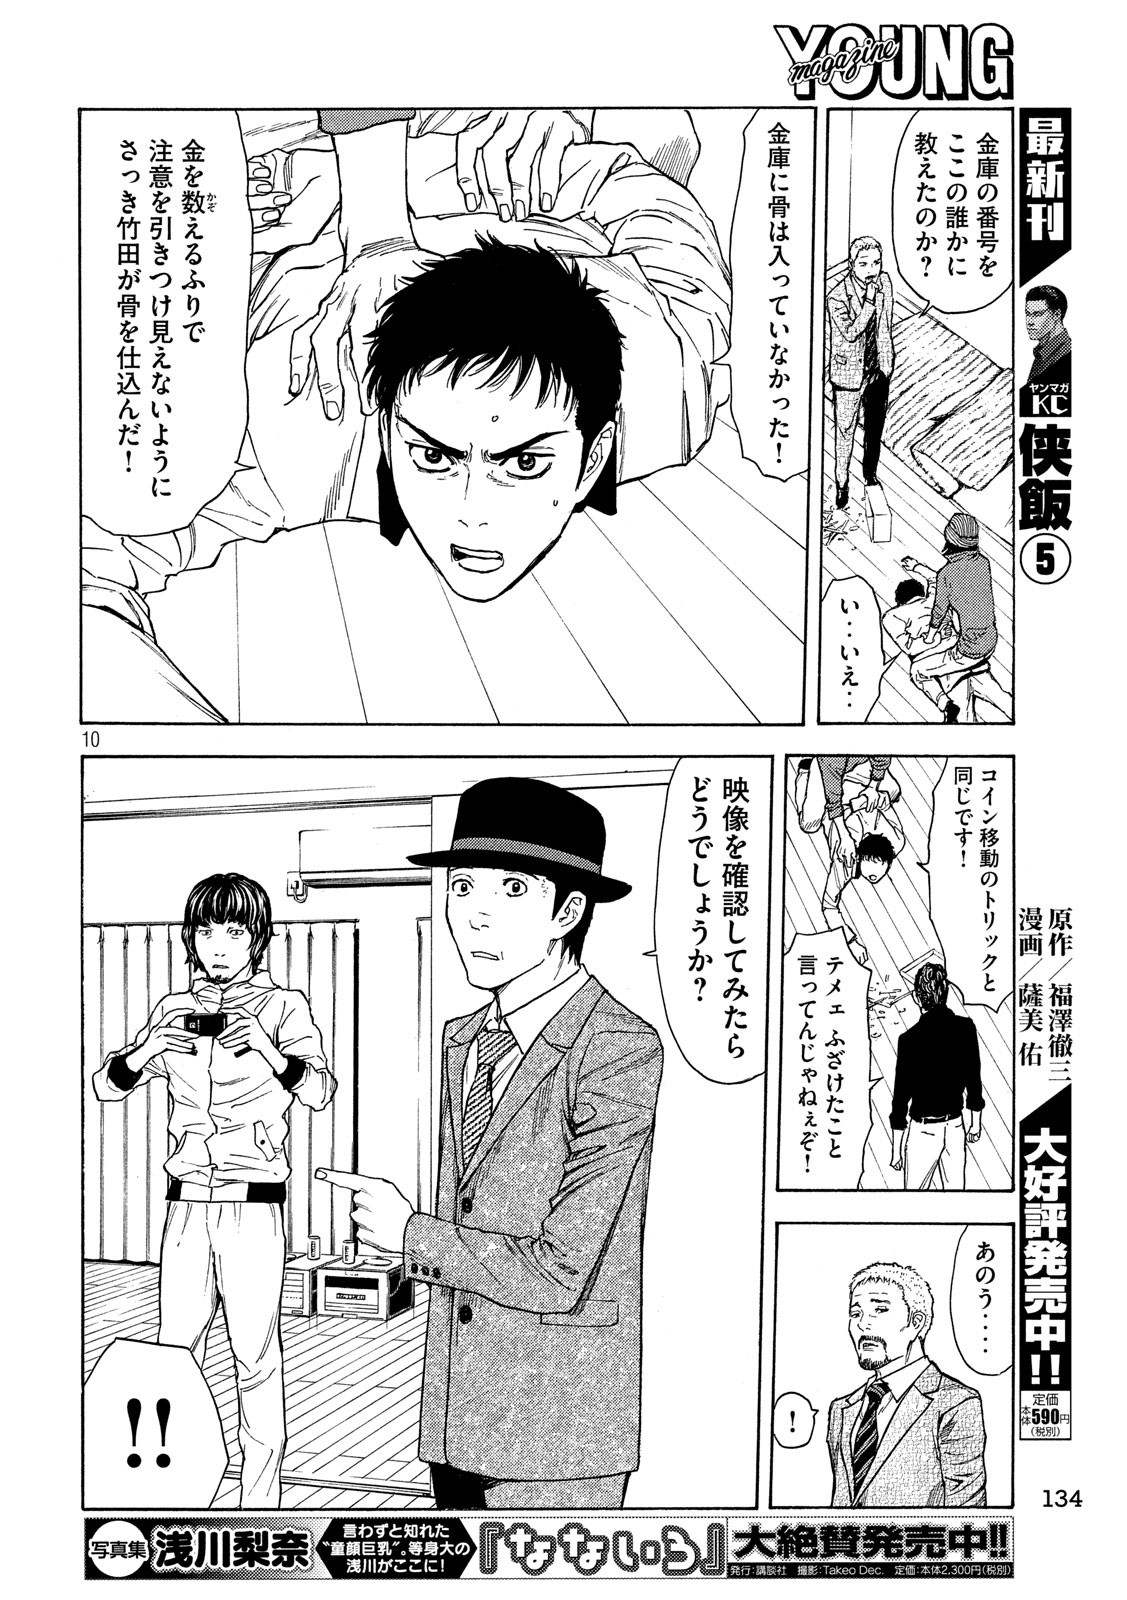 YOUNG
magazine
金庫の番号を
ここの誰かに
教えたのか?
い‥いえ‥
金庫に骨は入っていなかった!
金を数えるふりで
かぞ
注意を引きつけ見えないように
さっき竹田が骨を仕込んだ!
10
コイン移動のトリックと
同じです!
テメェ ふざけたこと
言ってんじゃねぇぞ!
あのう‥‥
!
映像を確認してみたら
どうでしょうか?
!!
最新刊
ヤンマガ
KC
侠飯
5
原作/福澤徹三
漫画/薩美 佑
大好評発売中!!
定価
本体590円
(税別)
134
写真集
浅川梨奈
言わずと知れた
“童顔巨乳”。等身大の
浅川がここに!
『なないろ』
大絶賛発売中!!
発行:講談社 撮影:Takeo Dec. 定価:本体2,300円(税別)